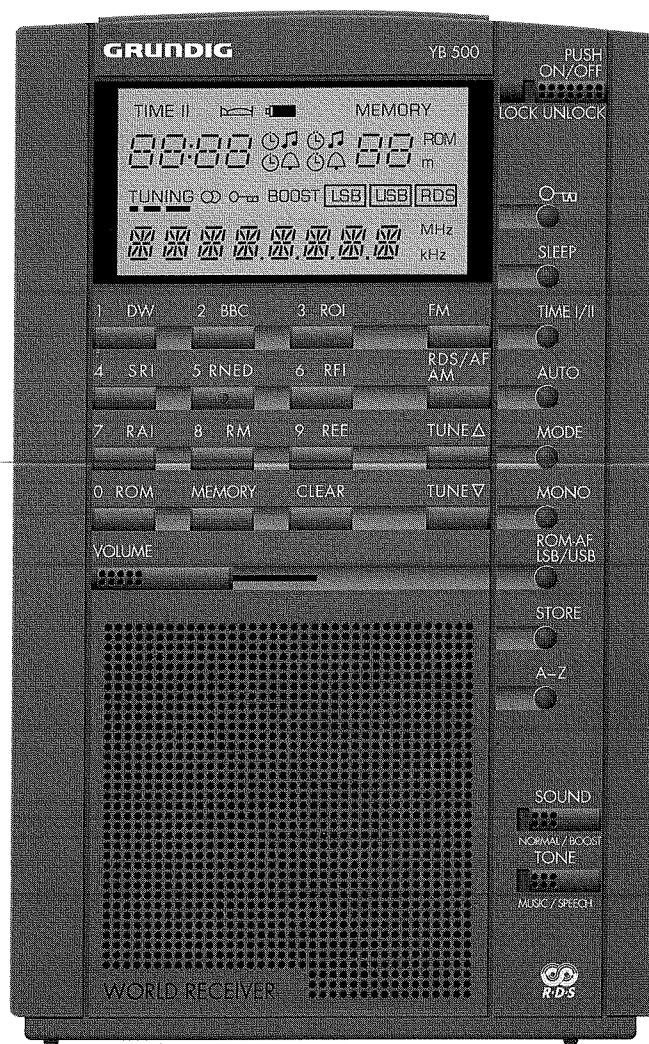 GRUNDIG YB 500
PUSH
ON/OFF
LOCK UNLOCK
TIME II MEMORY
88:88 88 ROM
m
TUNING BOOST LSB USB RDS
MHz
kHz
SLEEP
1 DW 2 BBC 3 ROI FM TIME I/II
4 SRI 5 RNED 6 RFI RDS/AF
AM AUTO
7 RAI 8 RM 9 REE TUNE△ MODE
0 ROM MEMORY CLEAR TUNE▽ MONO
VOLUME ROM-AF
LSB/USB
STORE
A–Z
SOUND
NORMAL/BOOST
TONE
MUSIC/SPEECH
WORLD RECEIVER
R·D·S